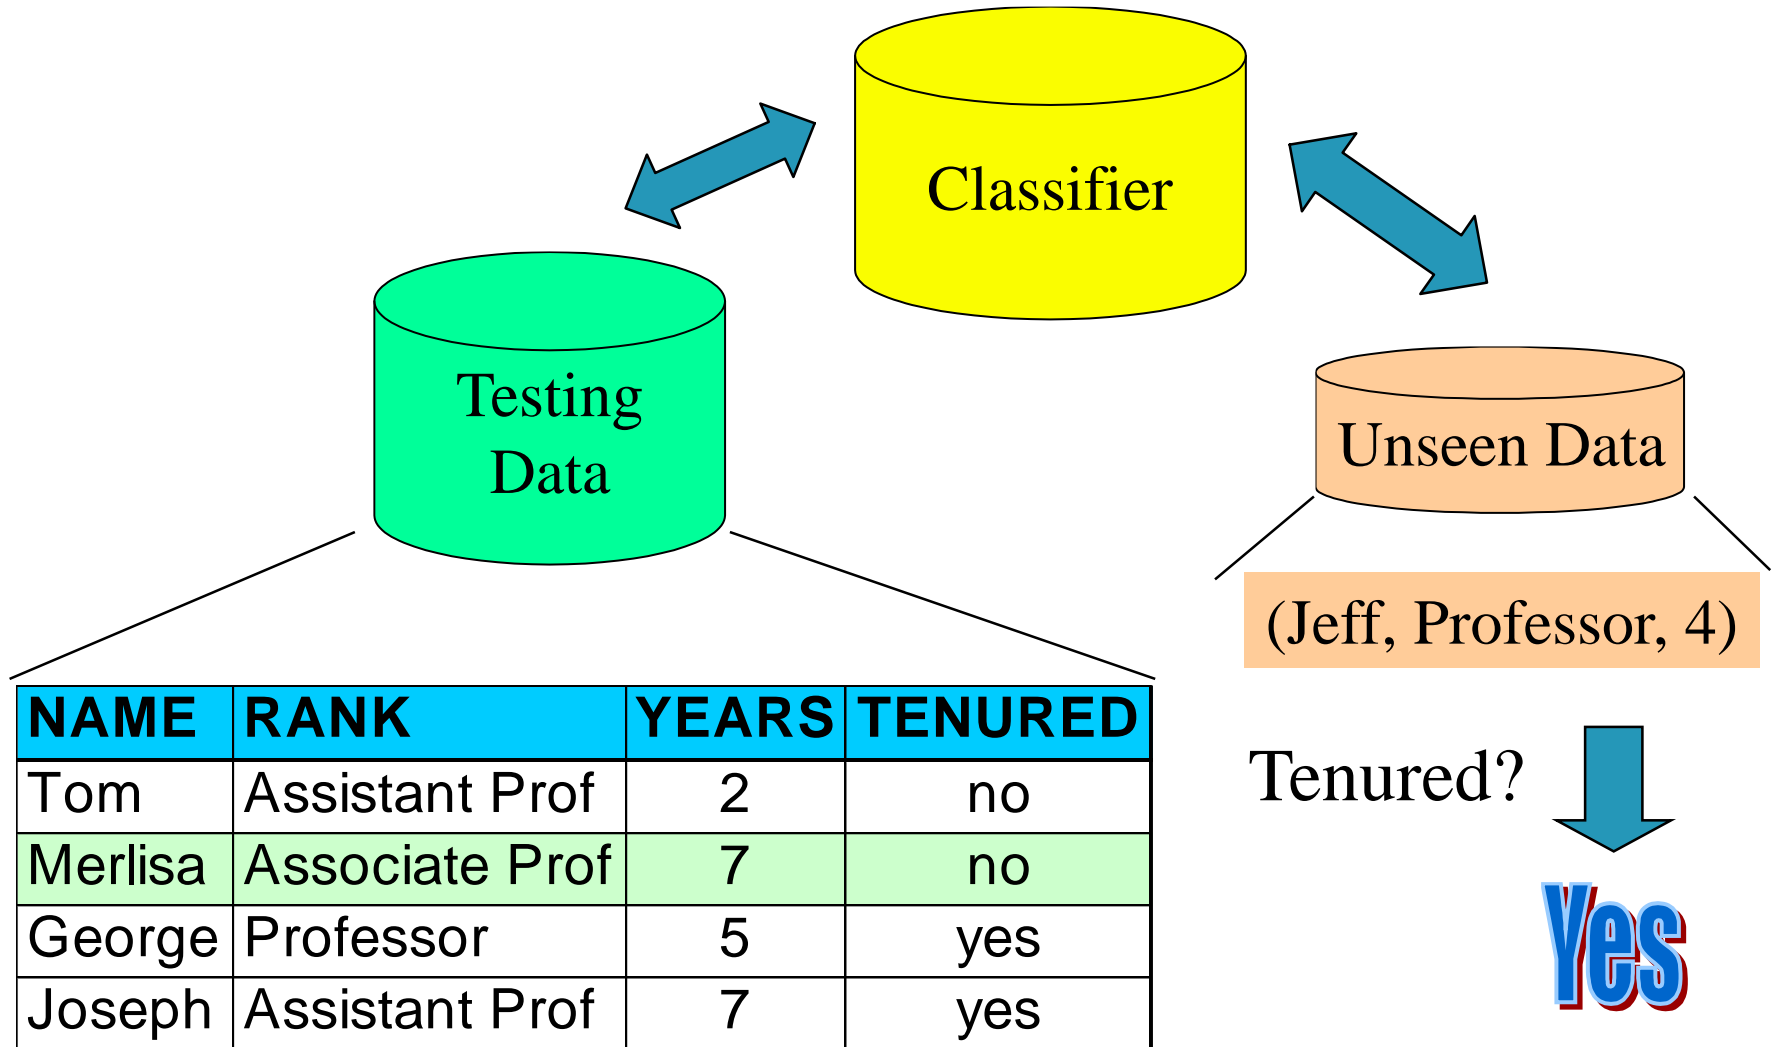 Classifier
Testing
Data
Unseen Data
(Jeff, Professor, 4)
NAME RANK YEARS TENURED
Tom Assistant Prof 2 no
Merlisa Associate Prof 7 no
George Professor 5 yes
Joseph Assistant Prof 7 yes
Tenured?
Yes